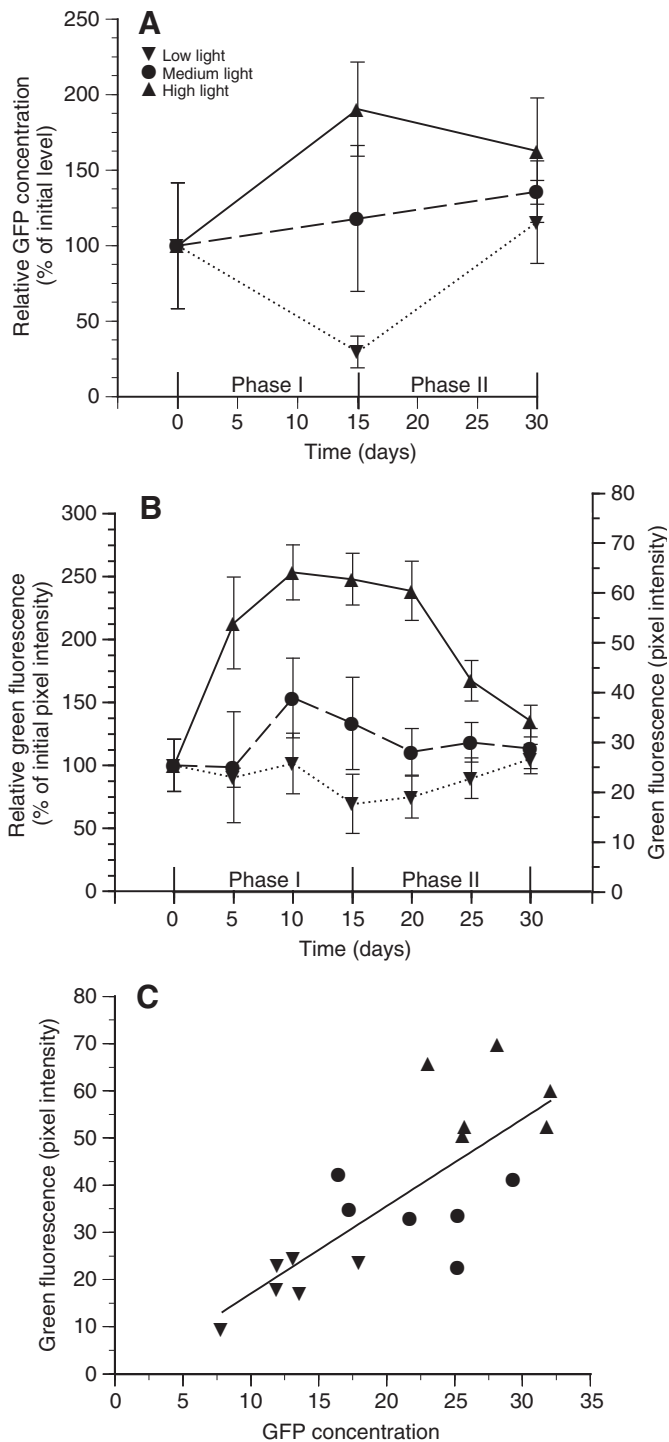 A
Low light
Medium light
High light
Relative GFP concentration
(% of initial level)
250
200
150
100
50
0
Phase I
Phase II
0 5 10 15 20 25 30
Time (days)
B
Relative green fluorescence
(% of initial pixel intensity)
300
250
200
150
100
50
0
80
70
60
50
40
30
20
10
0
Green fluorescence (pixel intensity)
Phase I
Phase II
0 5 10 15 20 25 30
Time (days)
C
Green fluorescence (pixel intensity)
80
70
60
50
40
30
20
10
0
0 5 10 15 20 25 30 35
GFP concentration